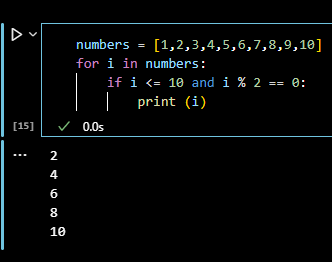 numbers = [1,2,3,4,5,6,7,8,9,10]
for i in numbers:
    if i <= 10 and i % 2 == 0:
        print (i)
[15]
0.0s
...
2
4
6
8
10